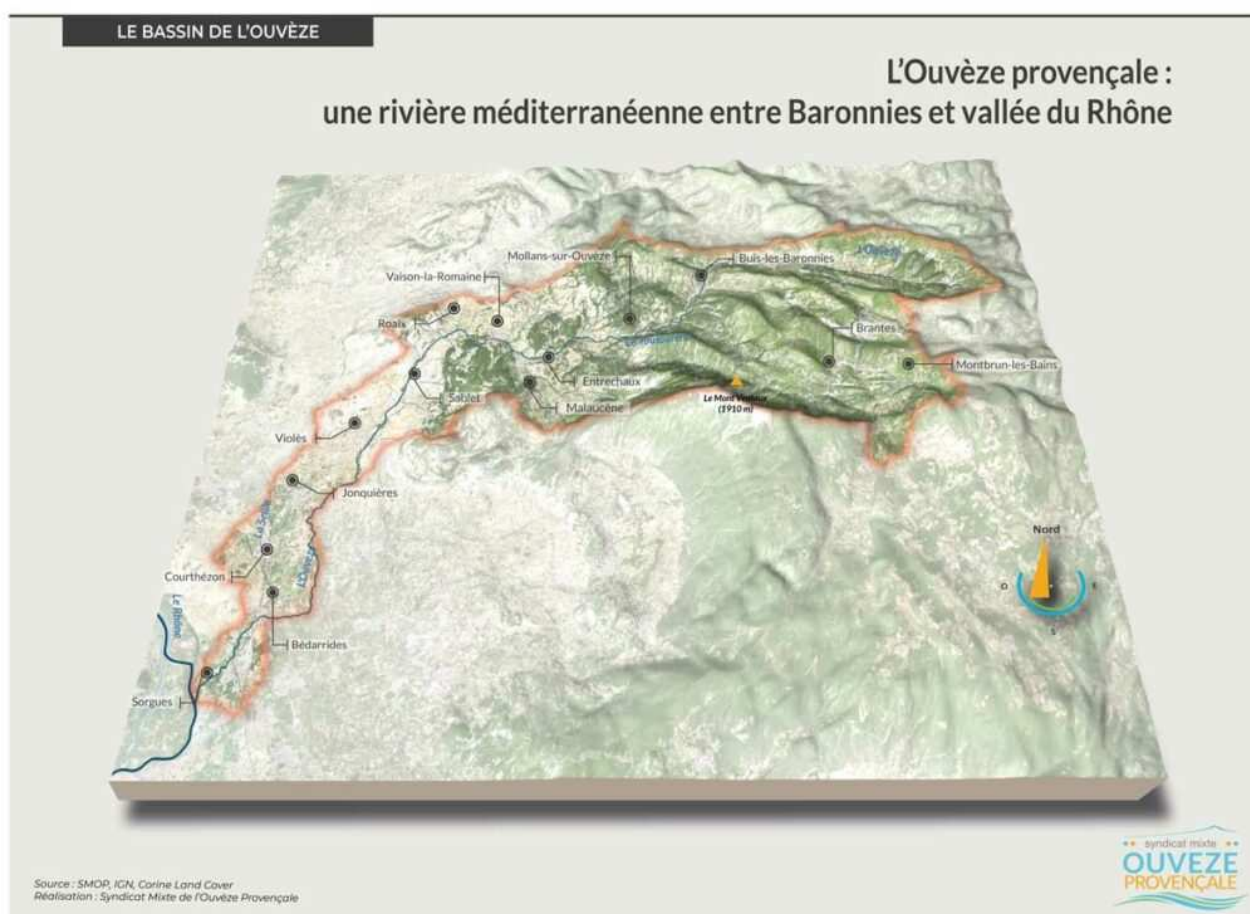 LE BASSIN DE L'OUVÈZE
L'Ouvèze provençale :
une rivière méditerranéenne entre Baronnies et vallée du Rhône
Mollans-sur-Ouvèze
Buis-les-Baronnies
L'Ouvèze
Vaison-la-Romaine
Roaix
Brantes
Montbrun-les-Bains
Entrechaux
Le Mont Ventoux
(1910 m)
Sablet
Malaucène
Violès
Jonquières
Courthézon
Le Rhône
Bédarrides
Sorgues
Nord
O
E
S
Source : SMOP, IGN, Corine Land Cover
Réalisation : Syndicat Mixte de l'Ouvèze Provençale
syndicat mixte
OUVEZE
PROVENÇALE